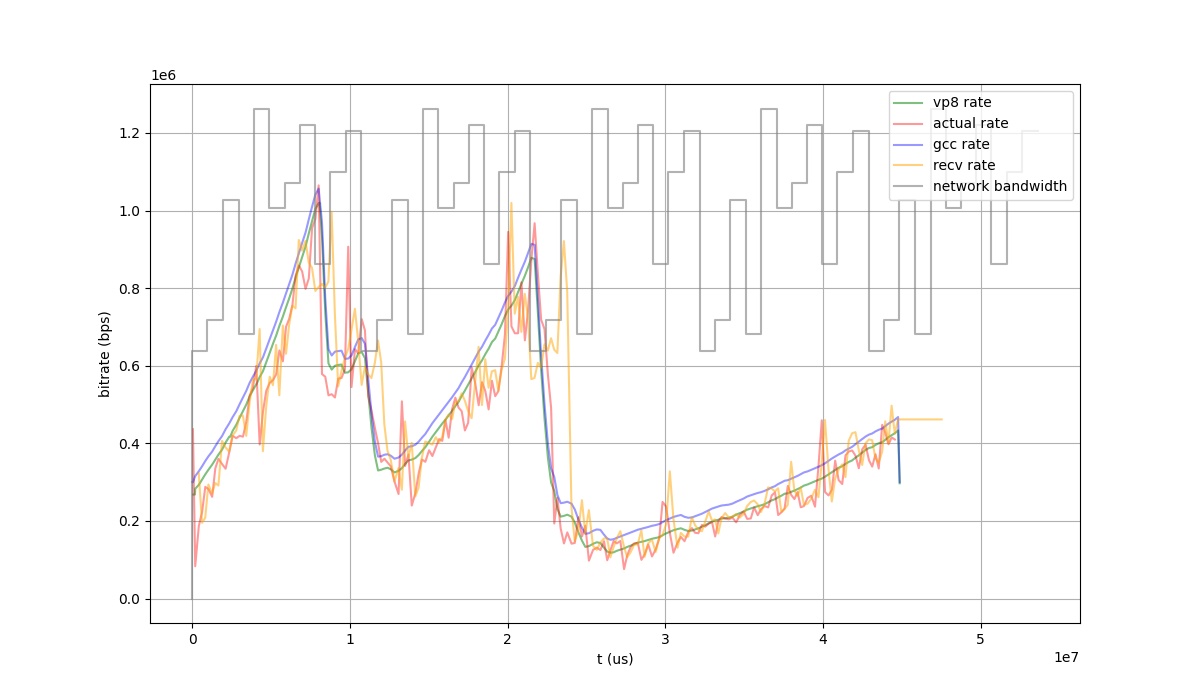 1e6
vp8 rate
actual rate
gcc rate
recv rate
network bandwidth
1.2
1.0
0.8
0.6
0.4
0.2
0.0
bitrate (bps)
0 1 2 3 4 5
t (us)
1e7